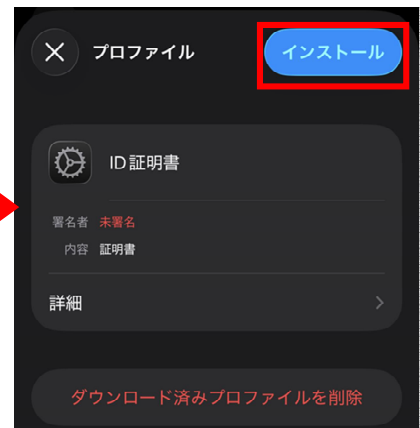 プロファイル
インストール
ID証明書
署名者 未署名
内容 証明書
詳細
ダウンロード済みプロファイルを削除